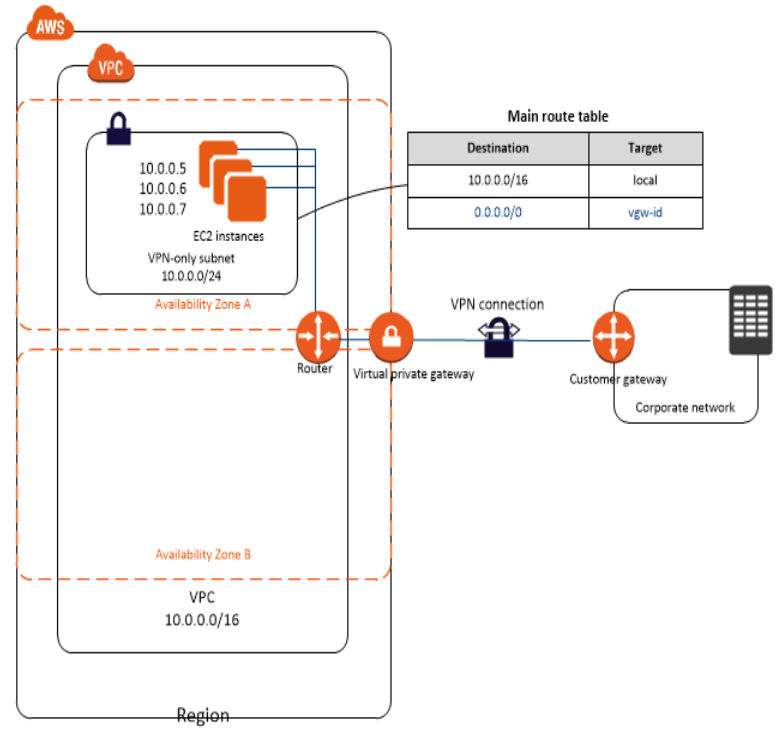 AWS
VPC
Main route table
Destination Target
10.0.0.0/16 local
0.0.0.0/0 vgw-id
10.0.0.5
10.0.0.6
10.0.0.7
EC2 instances
VPN-only subnet
10.0.0.0/24
Availability Zone A
VPN connection
Router
Virtual private gateway
Customer gateway
Corporate network
Availability Zone B
VPC
10.0.0.0/16
Region